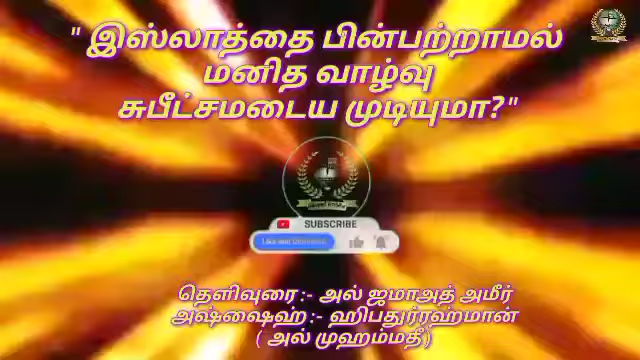 " இஸ்லாத்தை பின்பற்றாமல்
மனித வாழ்வு
சுபீட்சமடைய முடியுமா?"
SUBSCRIBE
தெளிவுரை :- அல் ஜமாஅத் அமீர்
அஷ்ஷைஹ் :- ஹிபதுர்ரஹ்மான்
( அல் முஹம்மதீ )